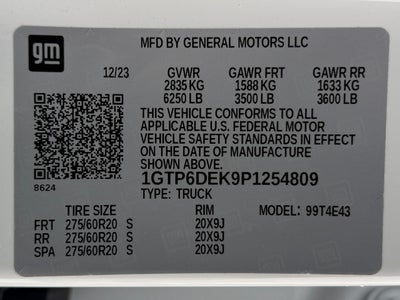 gm
MFD BY GENERAL MOTORS LLC
12/23 GVWR GAWR FRT GAWR RR
2835 KG 1588 KG 1633 KG
6250 LB 3500 LB 3600 LB
THIS VEHICLE CONFORMS TO ALL
APPLICABLE U.S. FEDERAL MOTOR
VEHICLE SAFETY STANDARDS IN EFFECT
ON THE DATE OF MANUFACTURE
SHOWN ABOVE.
8624
1GTP6DEK9P1254809
TYPE: TRUCK
TIRE SIZE RIM MODEL: 99T4E43
FRT 275/60R20 S 20X9J
RR 275/60R20 S 20X9J
SPA 275/60R20 S 20X9J